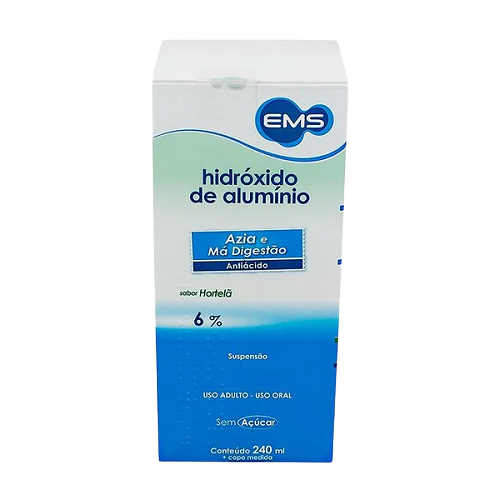 EMS
hidróxido
de alumínio
Azia e
Má Digestão
Antiácido
sabor Hortelã
6 %
Suspensão
USO ADULTO - USO ORAL
Sem Açúcar
Conteúdo 240 ml
+ copo medida